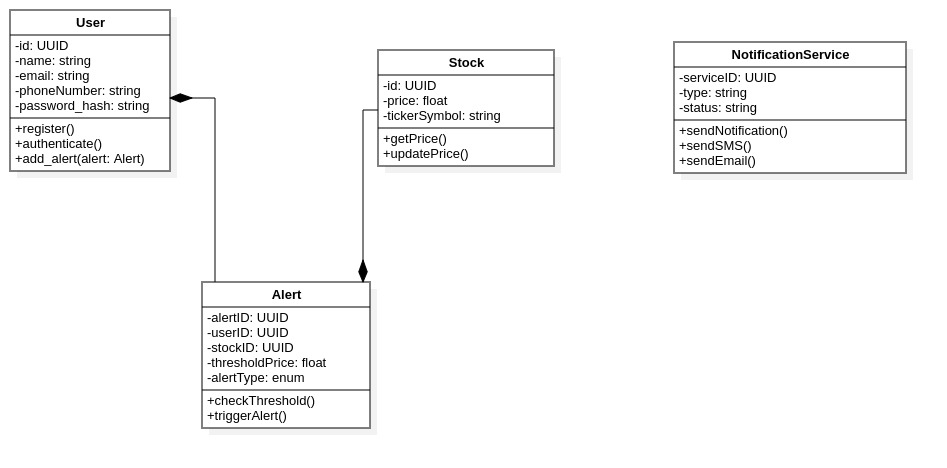 User
-id: UUID
-name: string
-email: string
-phoneNumber: string
-password_hash: string
+register()
+authenticate()
+add_alert(alert: Alert)
Stock
-id: UUID
-price: float
-tickerSymbol: string
+getPrice()
+updatePrice()
NotificationService
-serviceID: UUID
-type: string
-status: string
+sendNotification()
+sendSMS()
+sendEmail()
Alert
-alertID: UUID
-userID: UUID
-stockID: UUID
-thresholdPrice: float
-alertType: enum
+checkThreshold()
+triggerAlert()